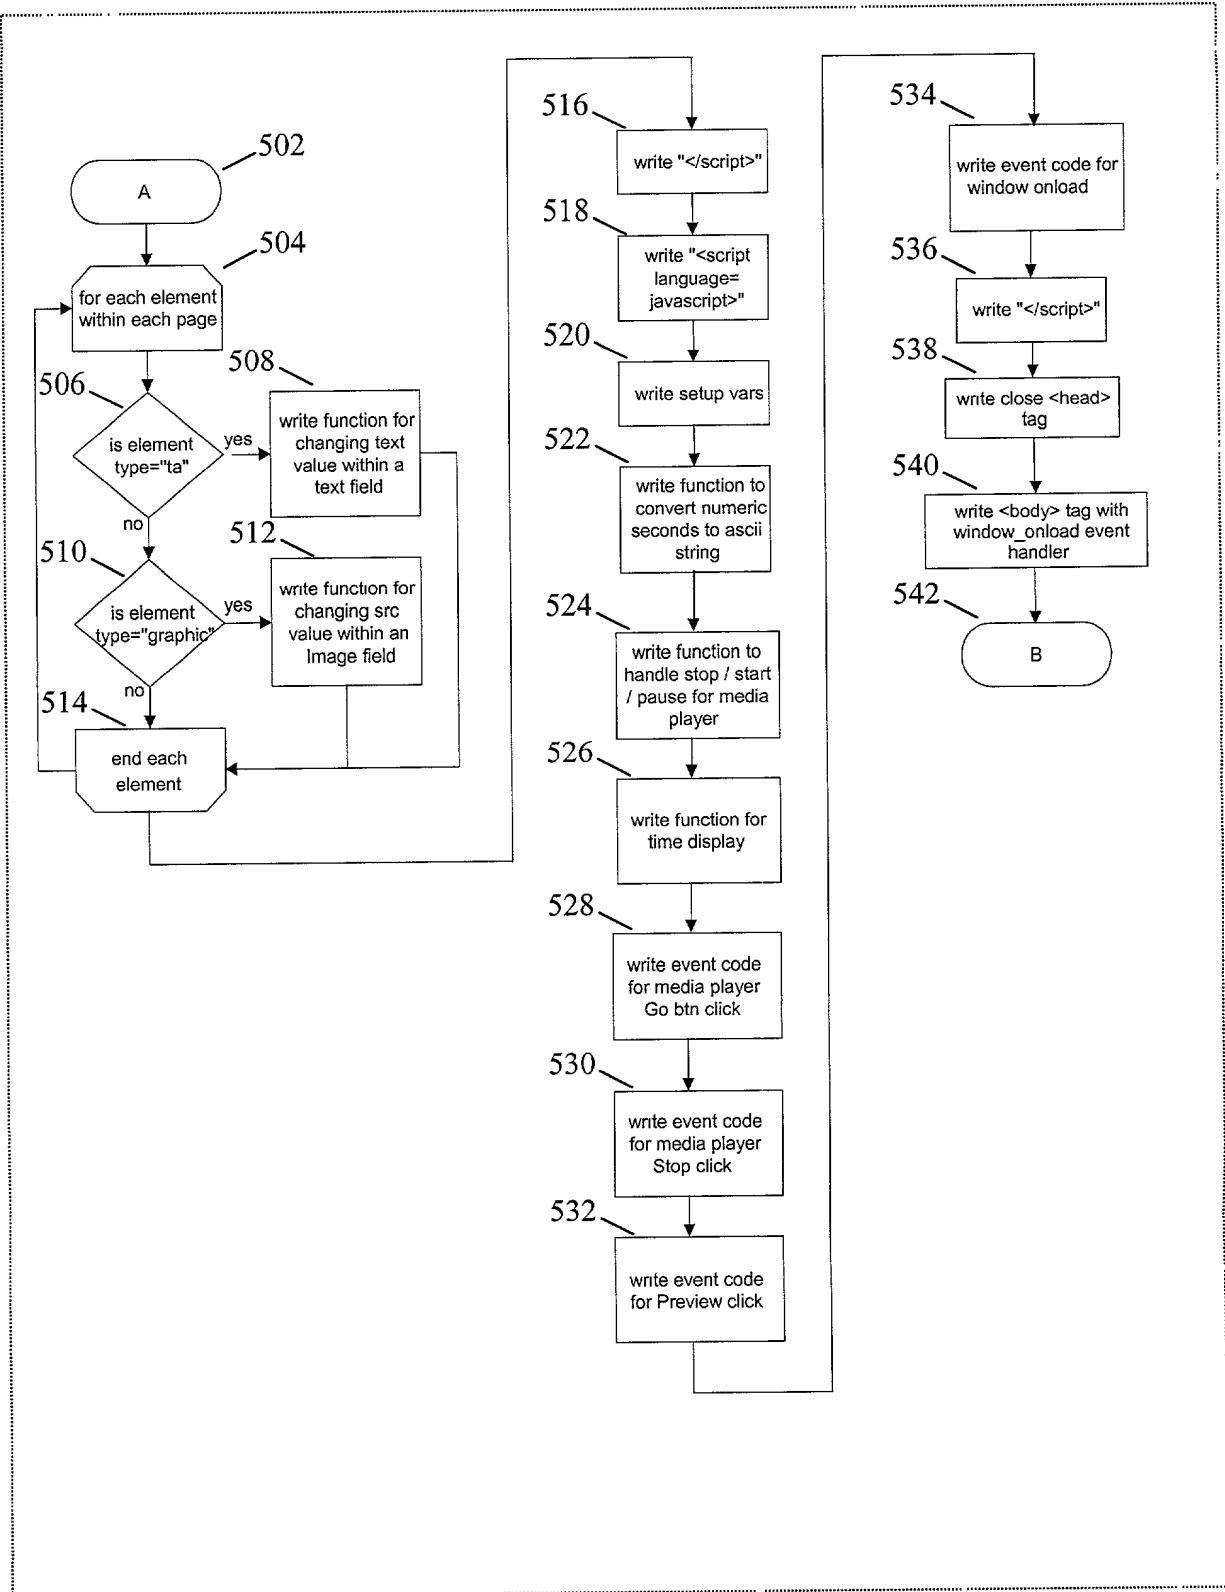 502
A
504
for each element
within each page
506
is element
type="ta"
yes
508
write function for
changing text
value within a
text field
no
510
is element
type="graphic"
yes
512
write function for
changing src
value within an
Image field
no
514
end each
element
516
write "</script>"
518
write "<script
language=
javascript>"
520
write setup vars
522
write function to
convert numeric
seconds to ascii
string
524
write function to
handle stop / start
/ pause for media
player
526
write function for
time display
528
write event code
for media player
Go btn click
530
write event code
for media player
Stop click
532
write event code
for Preview click
534
write event code for
window onload
536
write "</script>"
538
write close <head>
tag
540
write <body> tag with
window_onload event
handler
542
B